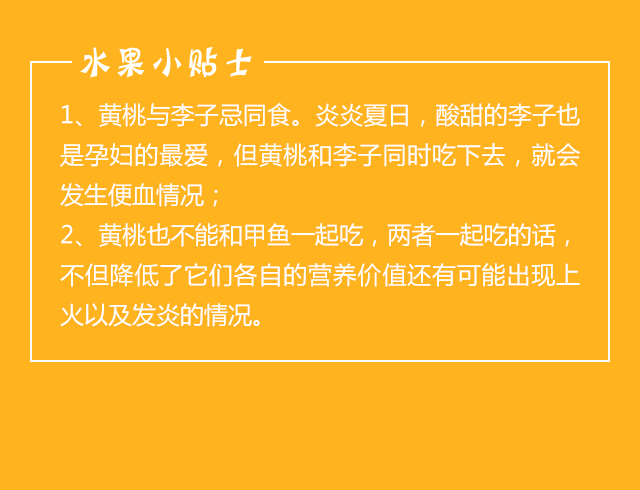 水果小贴士
1、黄桃与李子忌同食。炎炎夏日，酸甜的李子也
是孕妇的最爱，但黄桃和李子同时吃下去，就会
发生便血情况；
2、黄桃也不能和甲鱼一起吃，两者一起吃的话，
不但降低了它们各自的营养价值还有可能出现上
火以及发炎的情况。